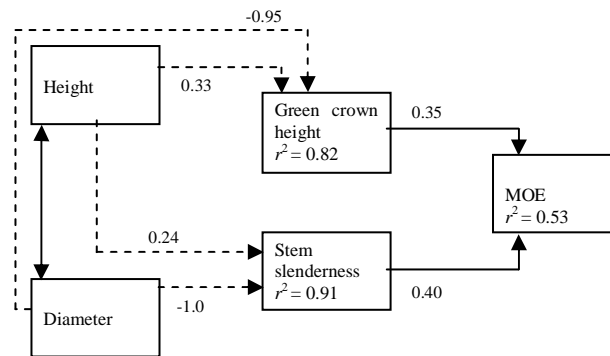 -0.95
Height
0.33
Green crown
height
r² = 0.82
0.35
MOE
r² = 0.53
0.24
Stem
slenderness
r² = 0.91
0.40
Diameter
-1.0